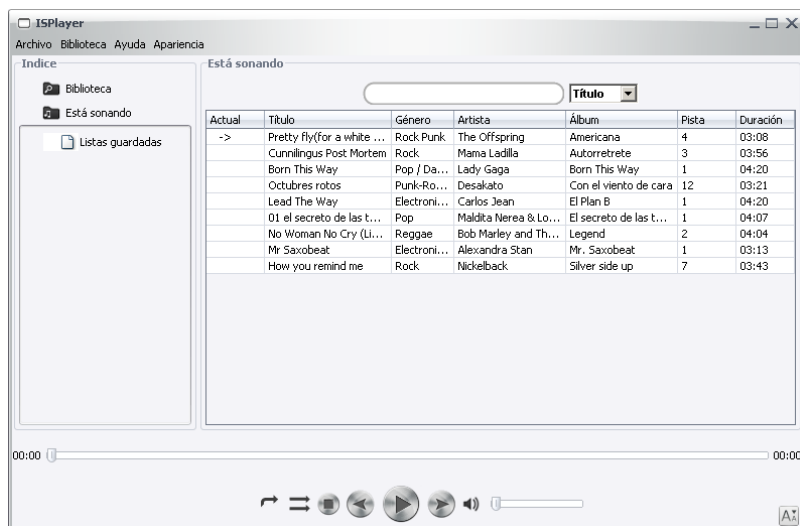 ISPlayer
Archivo Biblioteca Ayuda Apariencia
Indice
Está sonando
Biblioteca
Está sonando
Listas guardadas
Título
Actual Título Género Artista Álbum Pista Duración
-> Pretty fly(for a white ... Rock Punk The Offspring Americana 4 03:08
Cunnilingus Post Mortem Rock Mama Ladilla Autorretrete 3 03:56
Born This Way Pop / Da... Lady Gaga Born This Way 1 04:20
Octubres rotos Punk-Ro... Desakato Con el viento de cara 12 03:21
Lead The Way Electroni... Carlos Jean El Plan B 1 04:20
01 el secreto de las t... Pop Maldita Nerea & Lo... El secreto de las t... 1 04:07
No Woman No Cry (Li... Reggae Bob Marley and Th... Legend 2 04:04
Mr Saxobeat Electroni... Alexandra Stan Mr. Saxobeat 1 03:13
How you remind me Rock Nickelback Silver side up 7 03:43
00:00 00:00